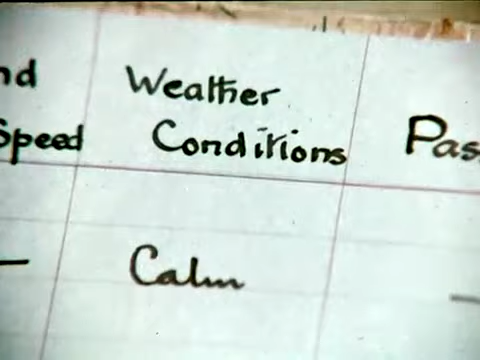 nd
Speed
Weather
Conditions
Pas
—
Calm
—